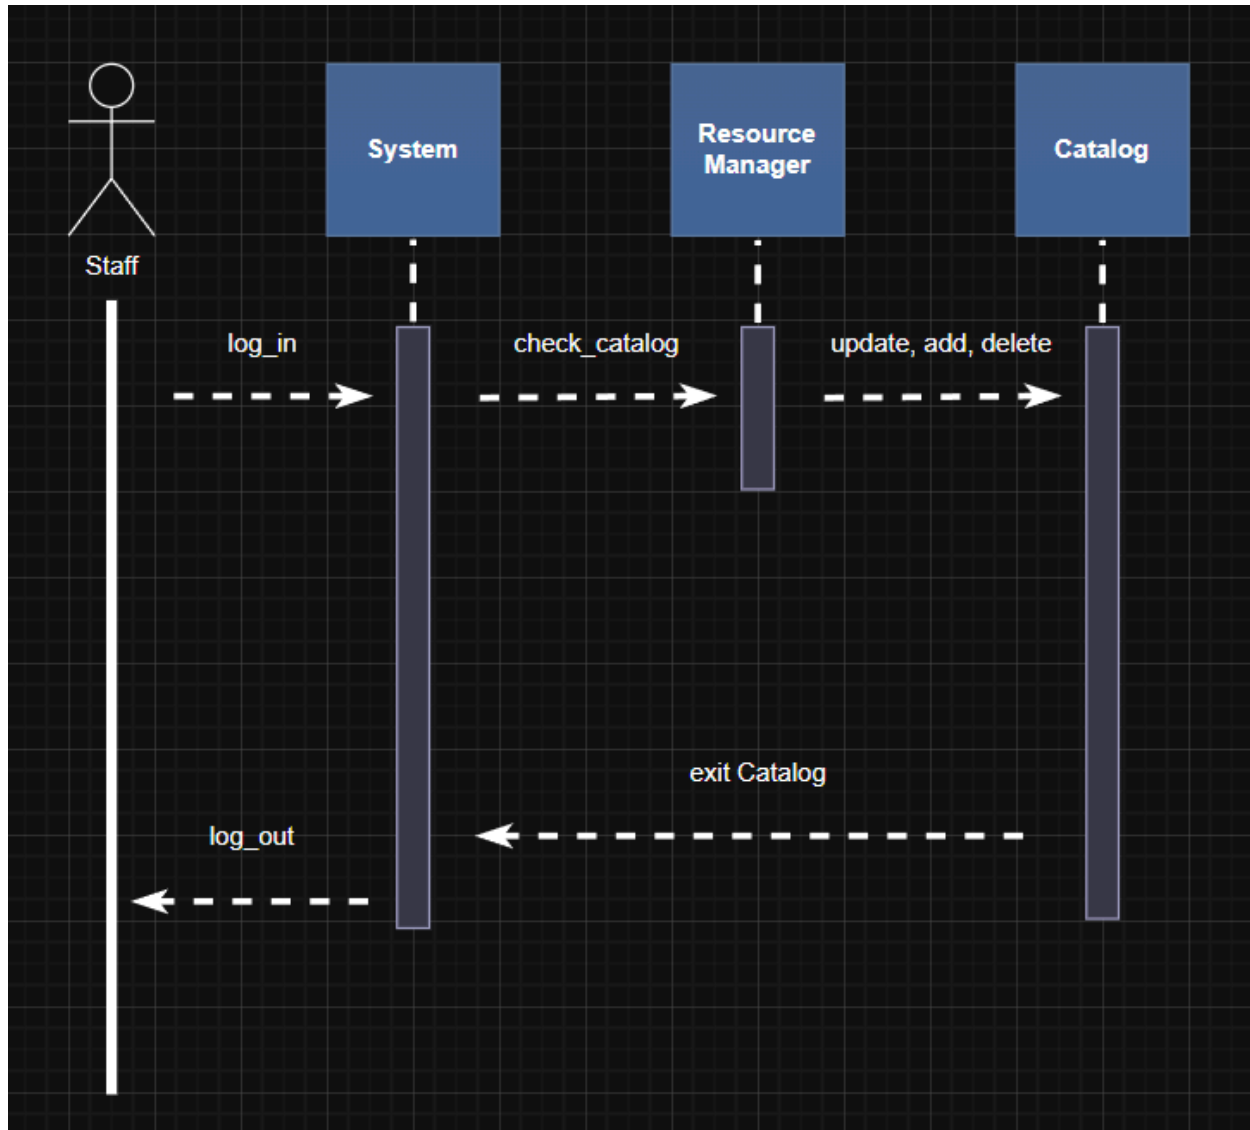 System
Resource
Manager
Catalog
Staff
log_in
check_catalog
update, add, delete
exit Catalog
log_out